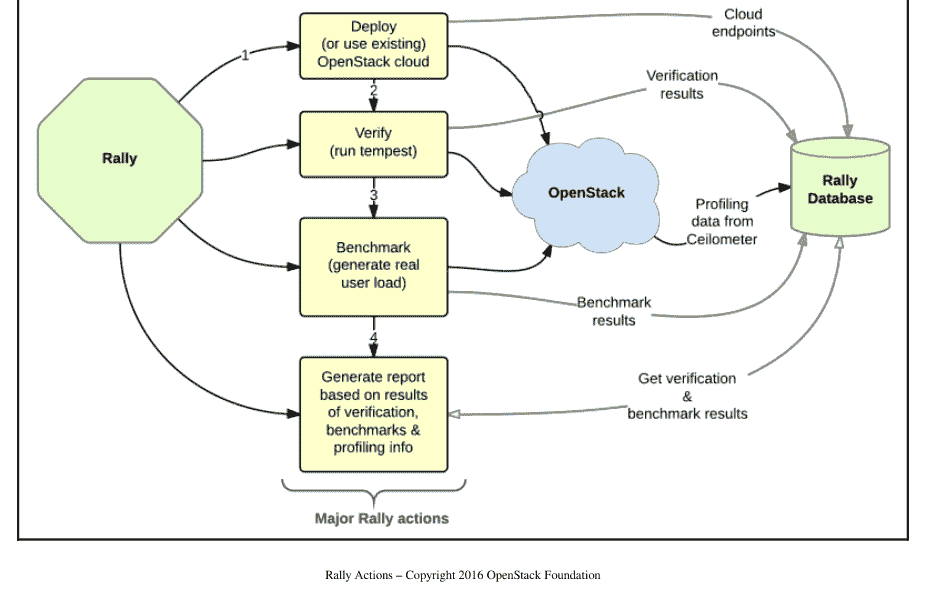 Deploy
(or use existing)
OpenStack cloud
Cloud
endpoints
1
2
Verification
results
Verify
(run tempest)
Rally
OpenStack
Rally
Database
3
Profiling
data from
Ceilometer
Benchmark
(generate real
user load)
Benchmark
results
4
Generate report
based on results
of verification,
benchmarks &
profiling info
Get verification
&
benchmark results
Major Rally actions
Rally Actions – Copyright 2016 OpenStack Foundation